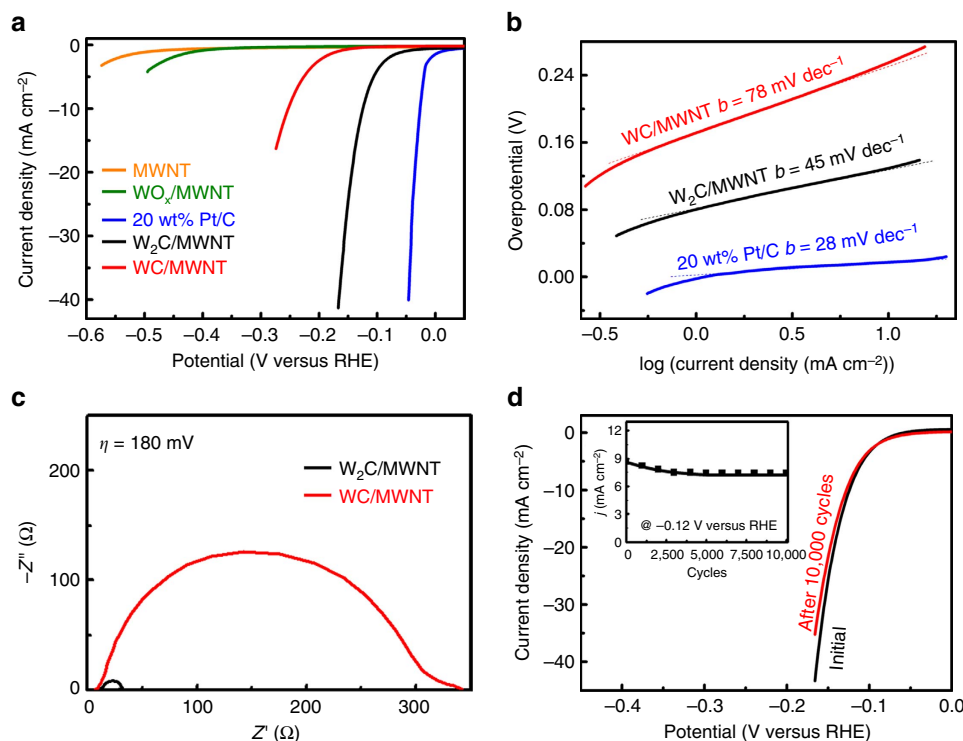 a
0
−10
−20
−30
−40
Current density (mA cm−2)
MWNT
WOx/MWNT
20 wt% Pt/C
W2C/MWNT
WC/MWNT
−0.6 −0.5 −0.4 −0.3 −0.2 −0.1 0.0
Potential (V versus RHE)
b
0.24
0.16
0.08
0.00
Overpotential (V)
WC/MWNT b = 78 mV dec−1
W2C/MWNT b = 45 mV dec−1
20 wt% Pt/C b = 28 mV dec−1
−0.5 0.0 0.5 1.0
log (current density (mA cm−2))
c
η = 180 mV
200
100
0
−Z″ (Ω)
W2C/MWNT
WC/MWNT
0 100 200 300
Z′ (Ω)
d
0
−10
−20
−30
−40
Current density (mA cm−2)
12
9
6
3
j (mA cm−2)
@ −0.12 V versus RHE
0 2,500 5,000 7,500 10,000
Cycles
After 10,000 cycles
Initial
−0.4 −0.3 −0.2 −0.1 0.0
Potential (V versus RHE)